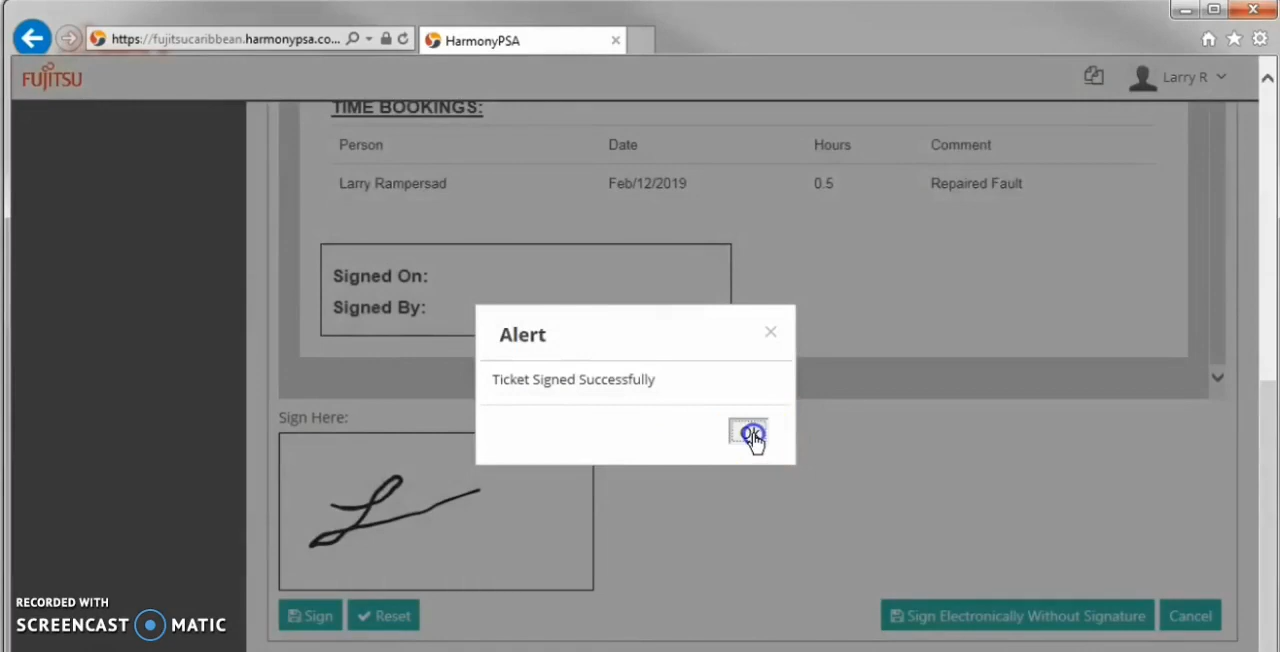 https://fujitsucaribbean.harmonypsa.co...
HarmonyPSA
FUJITSU
Larry R
TIME BOOKINGS:
Person Date Hours Comment
Larry Rampersad Feb/12/2019 0.5 Repaired Fault
Signed On:
Signed By:
Alert
Ticket Signed Successfully
Sign Here:
Sign Reset Sign Electronically Without Signature Cancel
RECORDED WITH
SCREENCAST MATIC